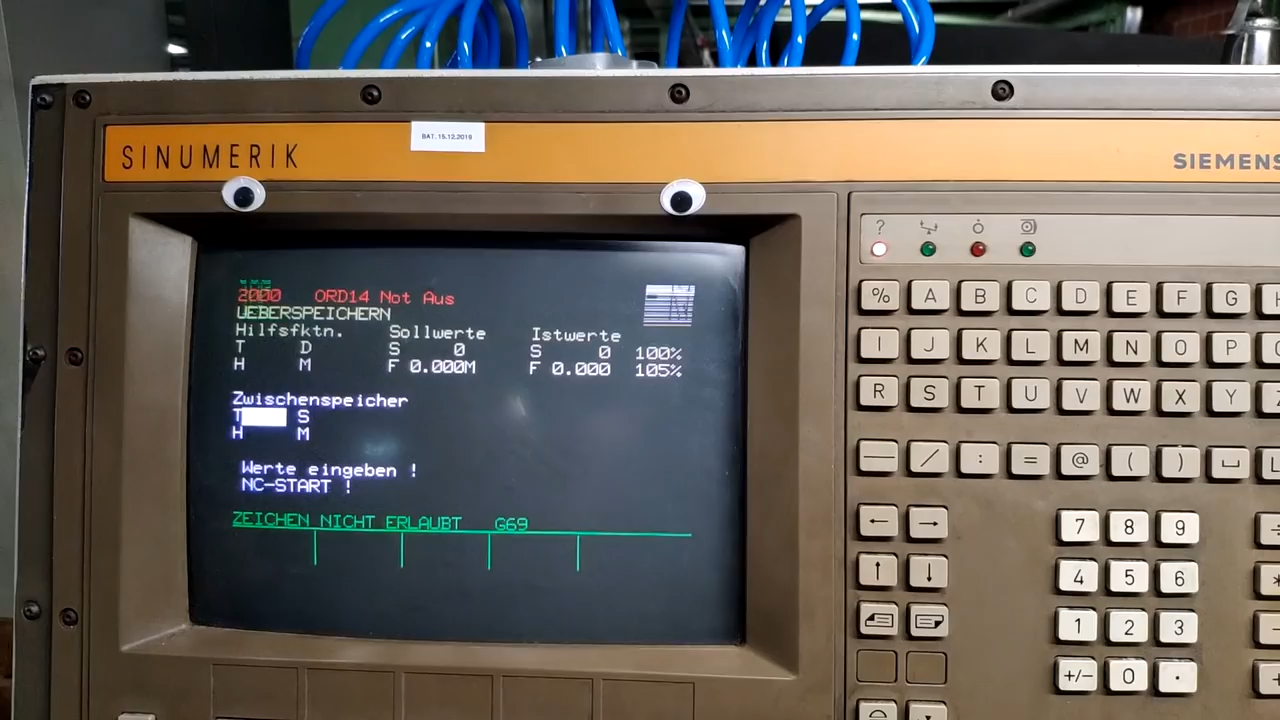 BAT. 15.12.2019
SINUMERIK
SIEMENS
2000 ORD14 Not Aus
UEBERSPEICHERN
Hilfsfktn. Sollwerte Istwerte
T D S 0 S 0 100%
H M F 0.000M F 0.000 105%
Zwischenspeicher
T S
H M
Werte eingeben !
NC-START !
ZEICHEN NICHT ERLAUBT G69
?
% A B C D E F G
I J K L M N O P
R S T U V W X Y
/ : = @ ( )
← →
7 8 9
↑ ↓
4 5 6
1 2 3
+/- 0 .